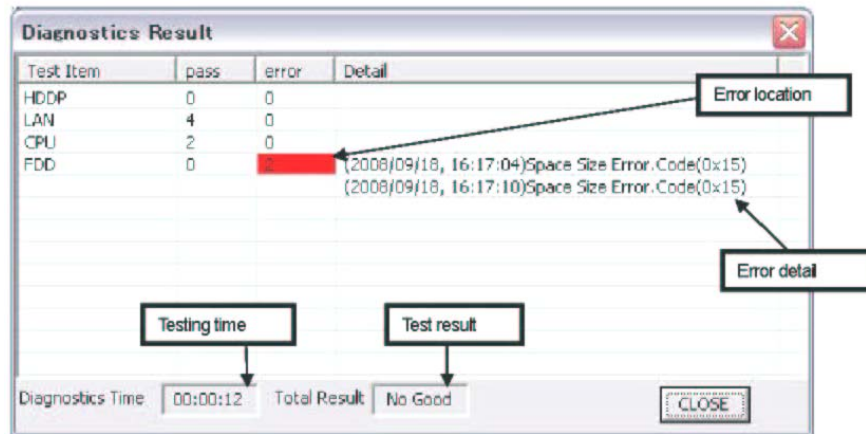 Diagnostics Result
Test Item pass error Detail
HDDP 0 0
LAN 4 0
CPU 2 0
FDD 0 2 (2008/09/18, 16:17:04)Space Size Error.Code(0x15)
(2008/09/18, 16:17:10)Space Size Error.Code(0x15)
Error location
Error detail
Testing time
Test result
Diagnostics Time 00:00:12 Total Result No Good CLOSE